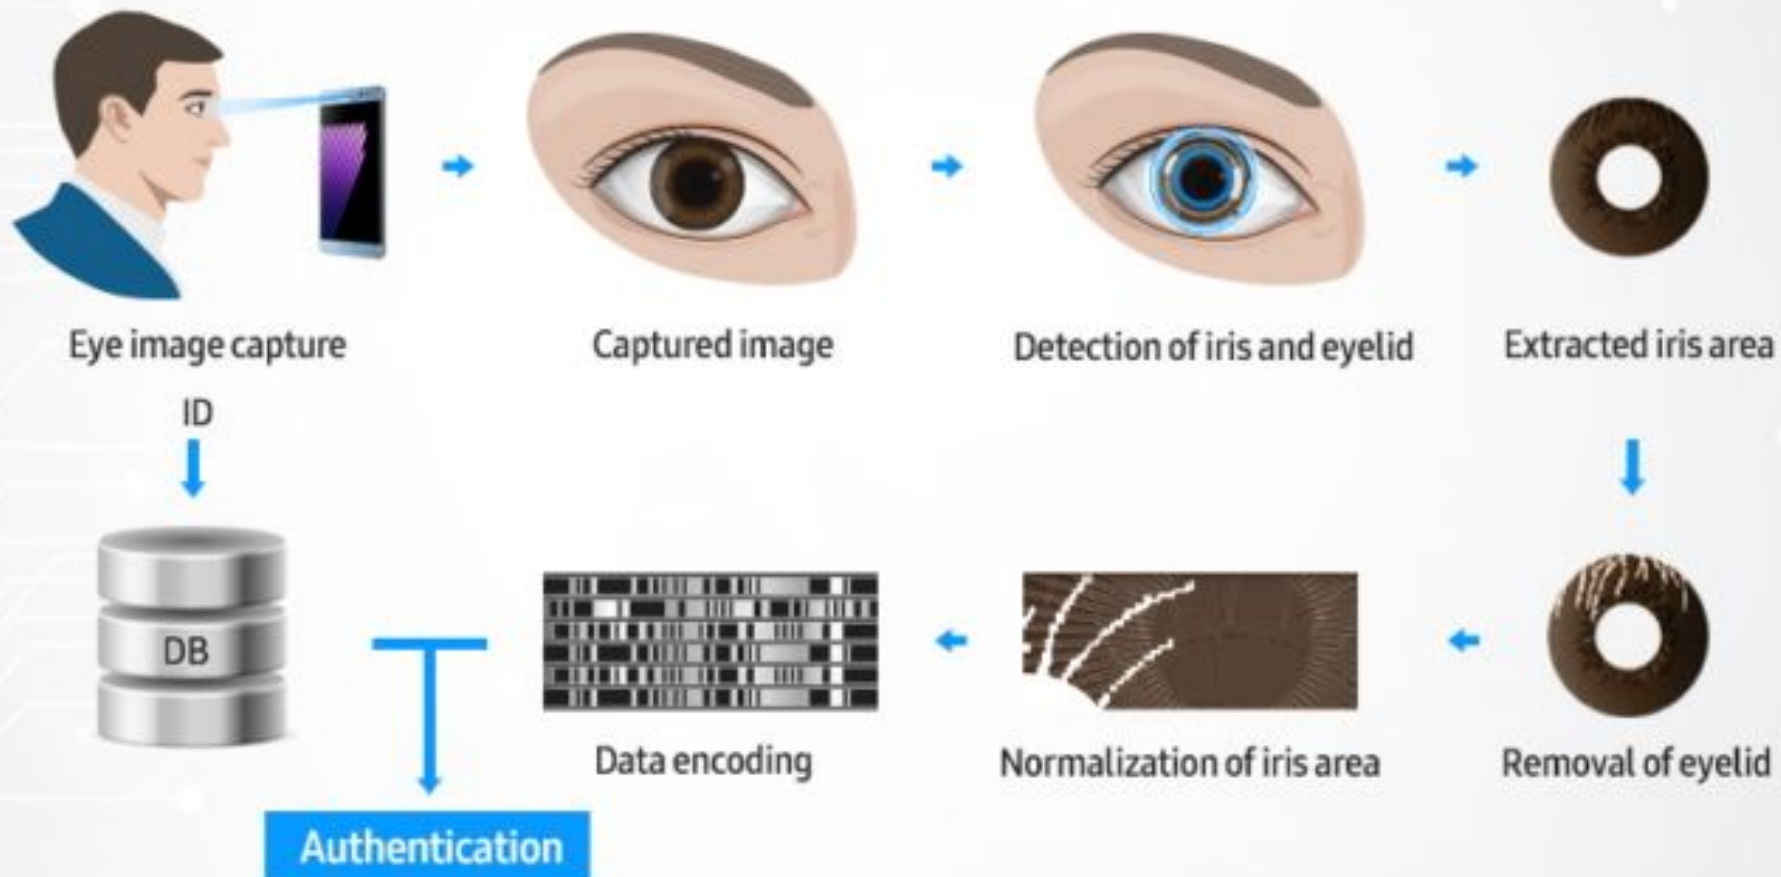 Eye image capture
Captured image
Detection of iris and eyelid
Extracted iris area
ID
DB
Data encoding
Normalization of iris area
Removal of eyelid
Authentication